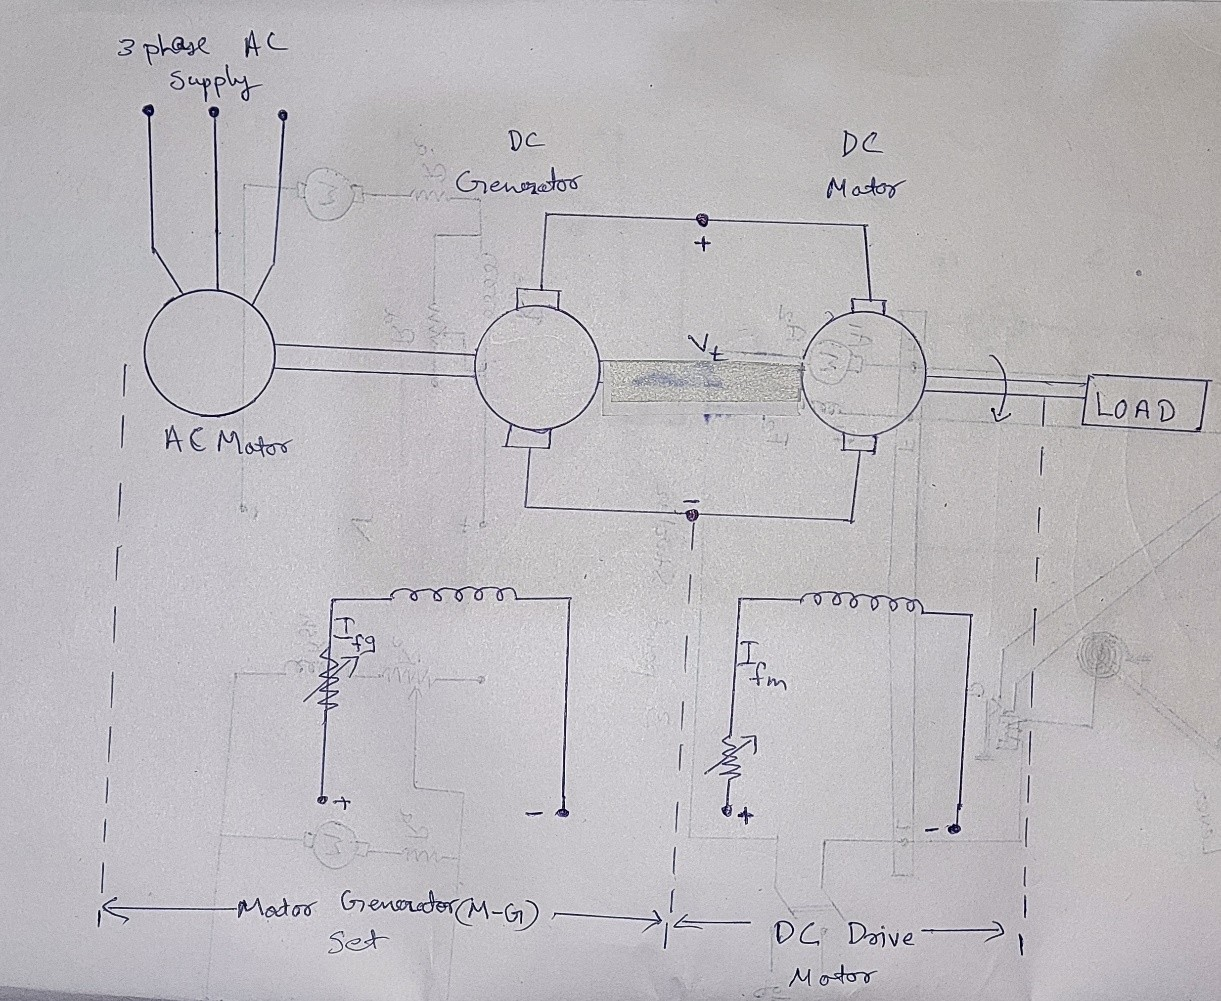 3 phase AC
Supply
DC
Generator
DC
Motor
+
Vt
LOAD
AC Motor
-
Ifg
Ifm
+
-
+
-
Motor Generator (M-G)
Set
DC Drive
Motor